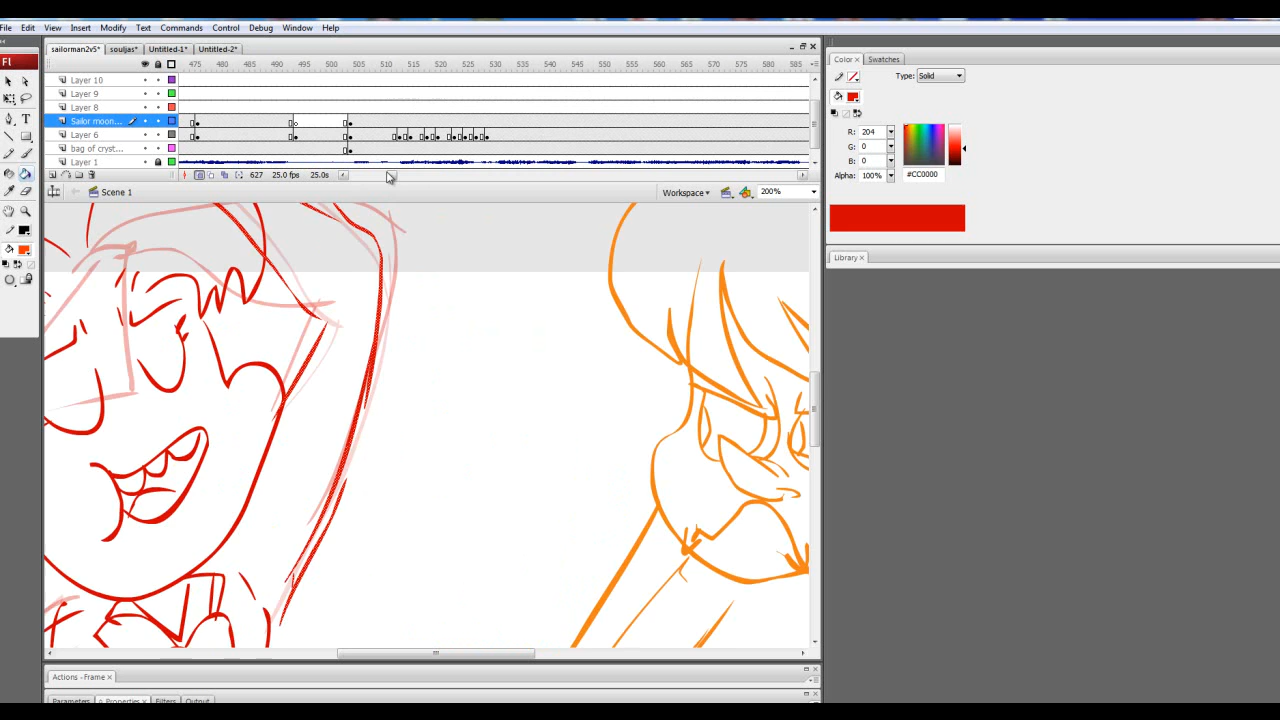 File Edit View Insert Modify Text Commands Control Debug Window Help
sailorman2v5* souljas* Untitled-1* Untitled-2*
Color Swatches
Fl
475 480 485 490 495 500 505 510 515 520 525 530 535 540 545 550 555 560 565 570 575 580 585
Type: Solid
Layer 10
Layer 9
Layer 8
Sailor moon...
Layer 6
bag of cryst...
Layer 1
R: 204
G: 0
B: 0
Alpha: 100% #CC0000
627 25.0 fps 25.0s
Scene 1
Workspace 200%
Library
Actions - Frame
Parameters Properties Filters Output